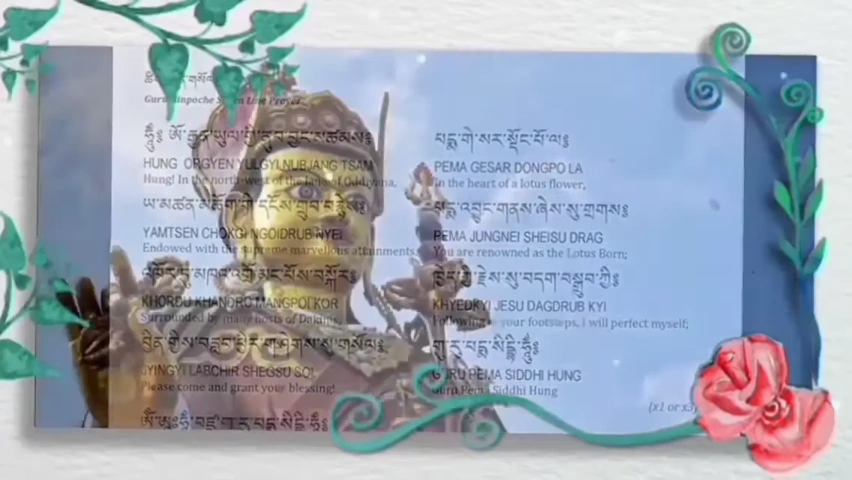 Guru Rinpoche Seven Line Prayer
ཧཱུྃ༔ ཨོ་རྒྱན་ཡུལ་གྱི་ནུབ་བྱང་མཚམས༔
HUNG ORGYEN YULGYI NUBJANG TSAM
Hung! In the north-west of the land of Oddiyana,
ཡ་མཚན་མཆོག་གི་དངོས་གྲུབ་བརྙེས༔
YAMTSEN CHOKGI NGOIDRUB NYEI
Endowed with the supreme marvellous attainments,
འཁོར་དུ་མཁའ་འགྲོ་མང་པོས་བསྐོར༔
KHORDU KHANDRO MANGPOI KOR
Surrounded by many hosts of Dakinis,
བྱིན་གྱིས་བརླབ་ཕྱིར་གཤེགས་སུ་གསོལ༔
JYINGYI LABCHIR SHEGSU SOL
Please come and grant your blessing!
པདྨ་གེ་སར་སྡོང་པོ་ལ༔
PEMA GESAR DONGPO LA
In the heart of a lotus flower,
པདྨ་འབྱུང་གནས་ཞེས་སུ་གྲགས༔
PEMA JUNGNEI SHEISU DRAG
You are renowned as the Lotus Born;
ཁྱེད་ཀྱི་རྗེས་སུ་བདག་བསྒྲུབ་ཀྱི༔
KHYEDKYI JESU DAGDRUB KYI
Following your footsteps, I will perfect myself;
གུ་རུ་པདྨ་སིདྡྷི་ཧཱུྃ༔
GURU PEMA SIDDHI HUNG
Guru Pema Siddhi Hung
(x1 or x3)